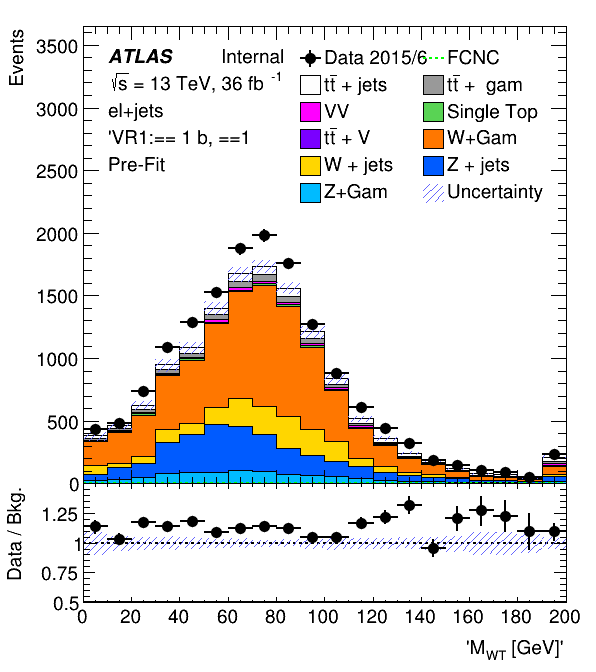 Events
3500
3000
2500
2000
1500
1000
500
0
ATLAS Internal
√s = 13 TeV, 36 fb -1
el+jets
'VR1:== 1 b, ==1
Pre-Fit
Data 2015/6 FCNC
tt̄ + jets tt̄ + gam
VV Single Top
tt̄ + V W+Gam
W + jets Z + jets
Z+Gam Uncertainty
Data / Bkg.
1.25
1
0.75
0.5
0 20 40 60 80 100 120 140 160 180 200
'M_WT [GeV]'